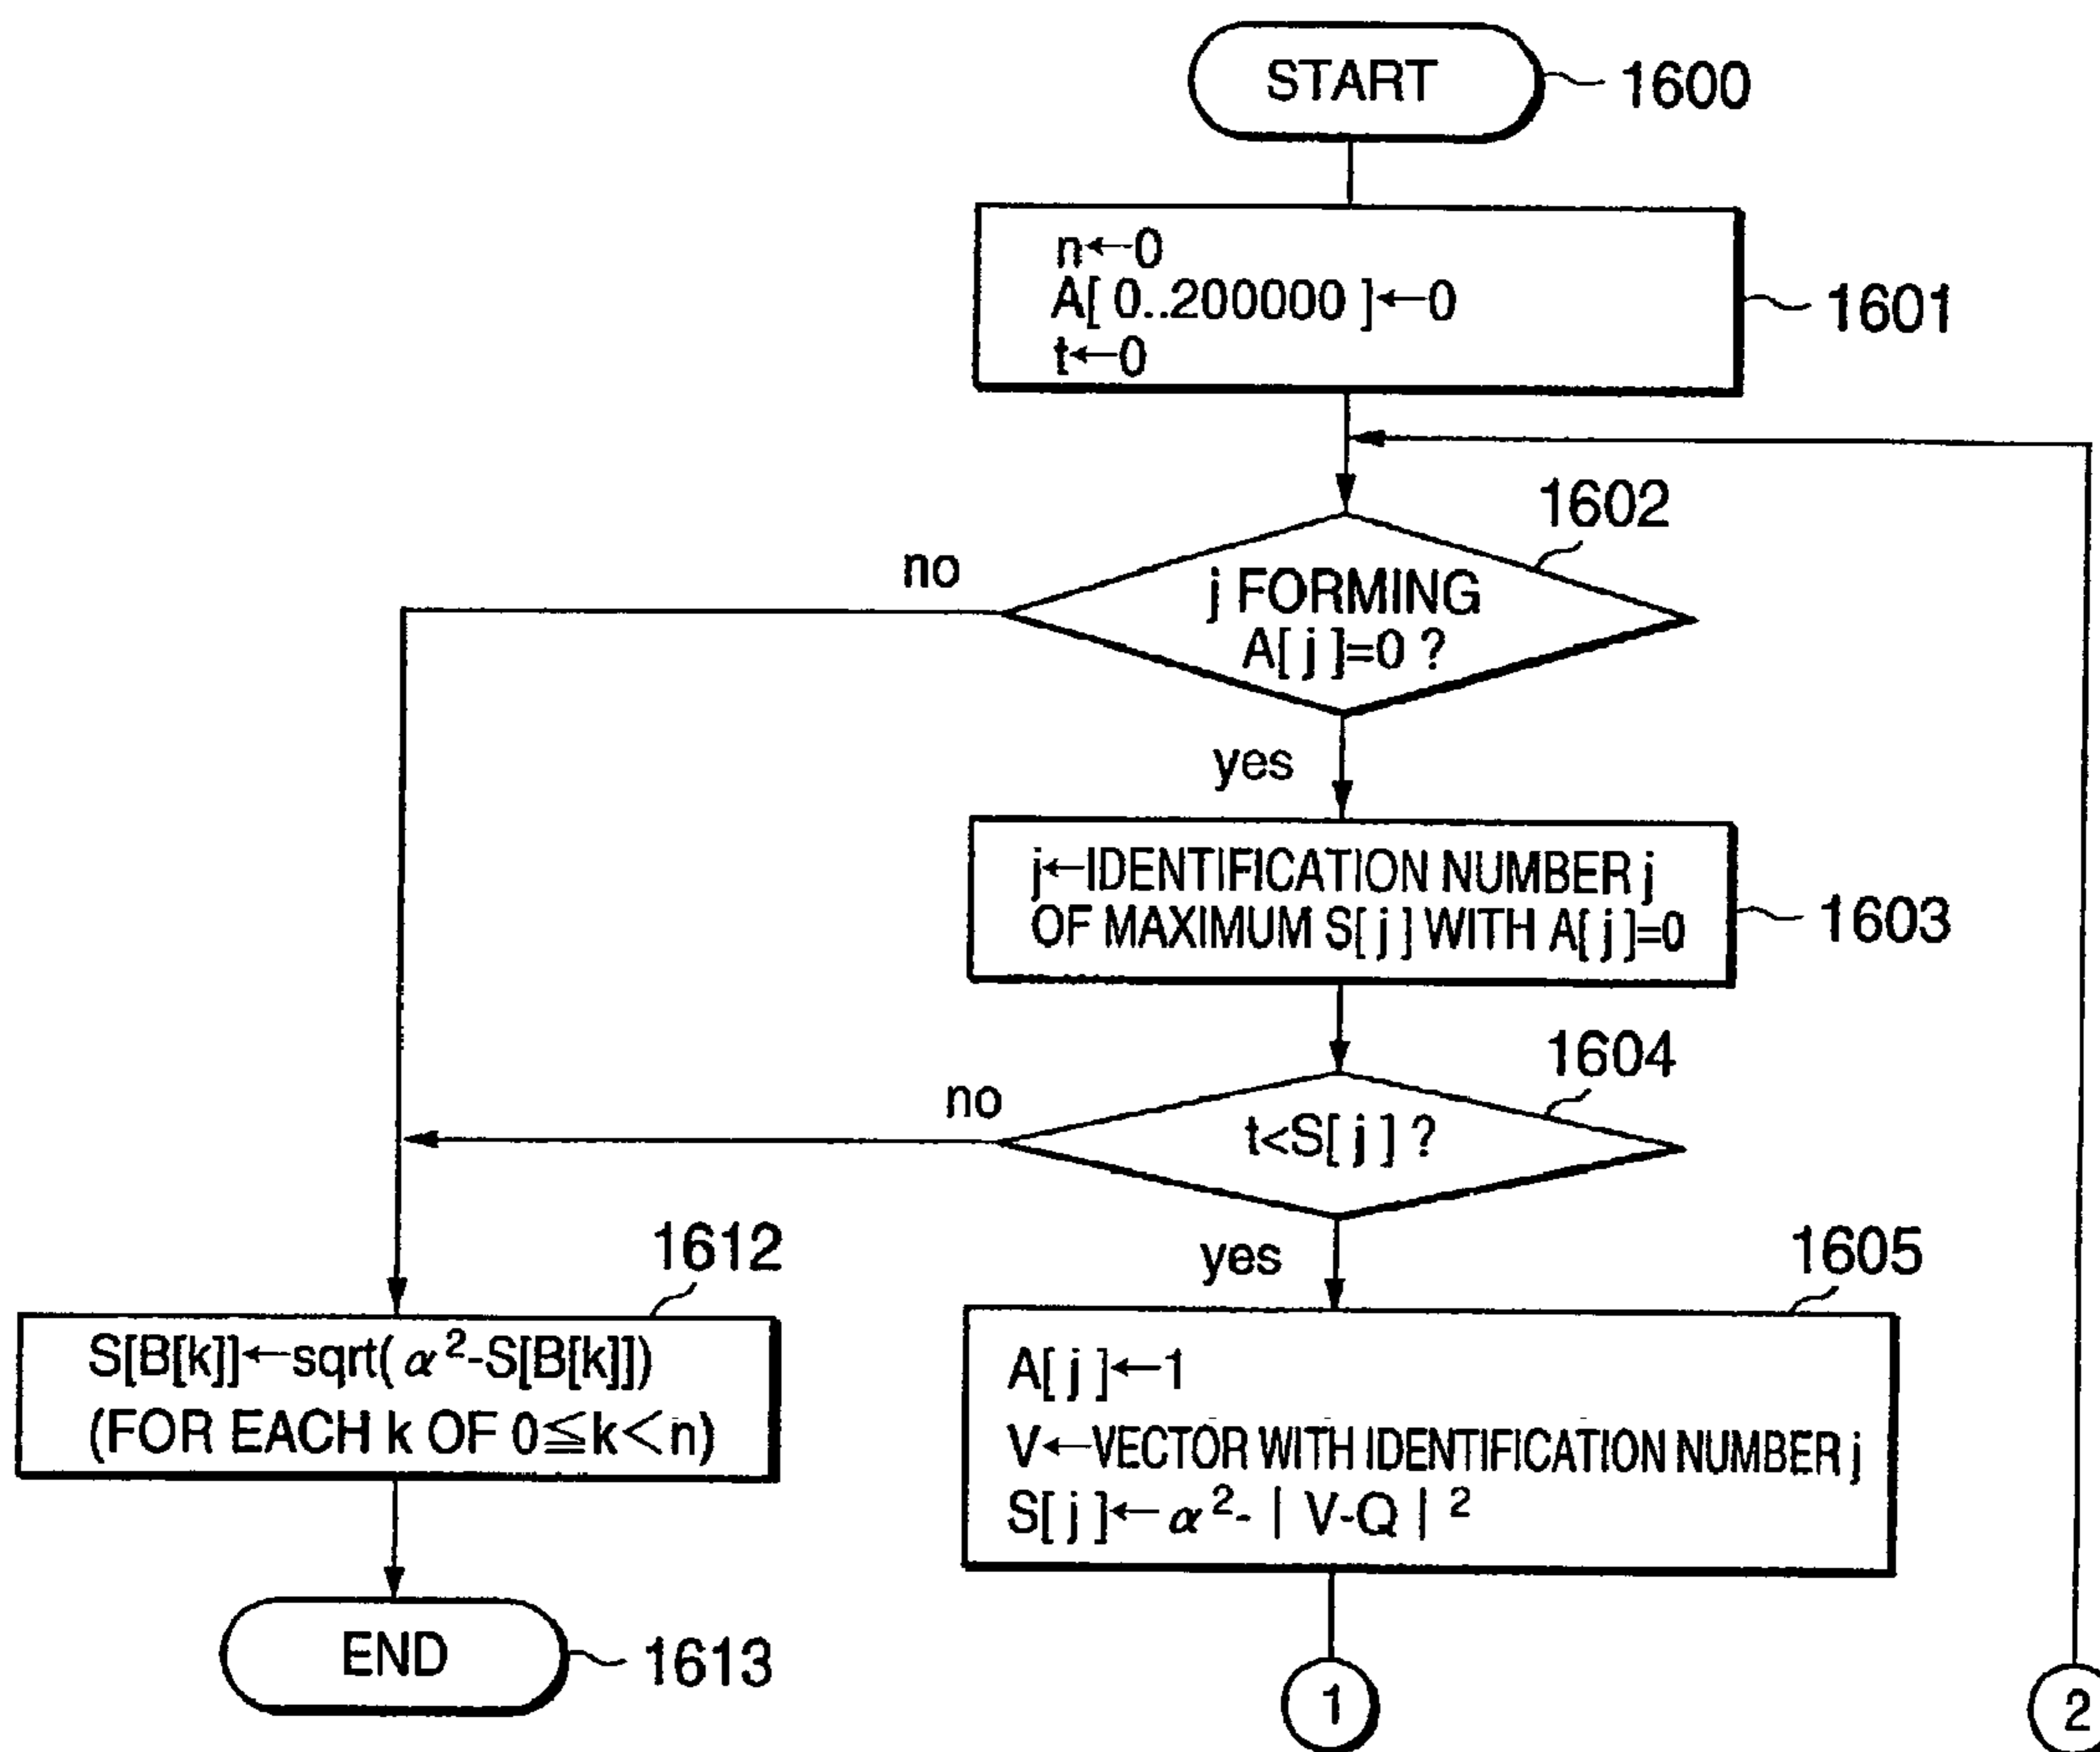 START
1600
n←0
A[ 0..200000 ]←0
t←0
1601
1602
no
j FORMING
A[ j ]=0 ?
yes
j←IDENTIFICATION NUMBER j
OF MAXIMUM S[ j ] WITH A[ j ]=0
1603
1604
no
t<S[ j ] ?
yes
1612
S[B[k]]←sqrt( α²-S[B[k]])
(FOR EACH k OF 0≦k<n)
1605
A[ j ]←1
V←VECTOR WITH IDENTIFICATION NUMBER j
S[ j ]← α²- | V-Q | ²
END
1613
1
2